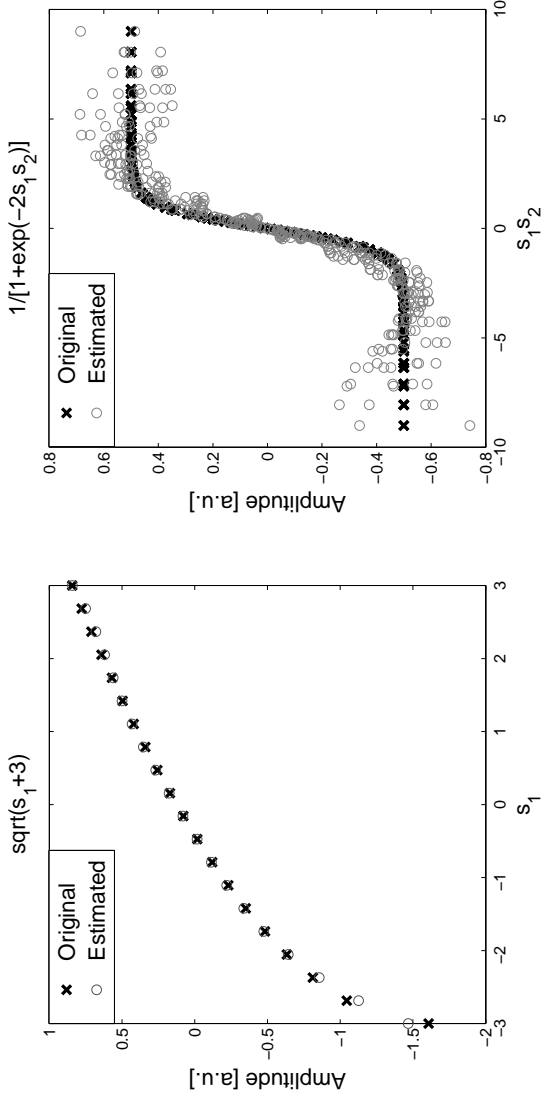 sqrt(s₁+3)
Amplitude [a.u.]
1
0.5
0
−0.5
−1
−1.5
−2
−3
−2
−1
0
1
2
3
s₁
Original
Estimated
1/[1+exp(−2s₁s₂)]
Amplitude [a.u.]
0.8
0.6
0.4
0.2
0
−0.2
−0.4
−0.6
−0.8
−10
−5
0
5
10
s₁s₂
Original
Estimated